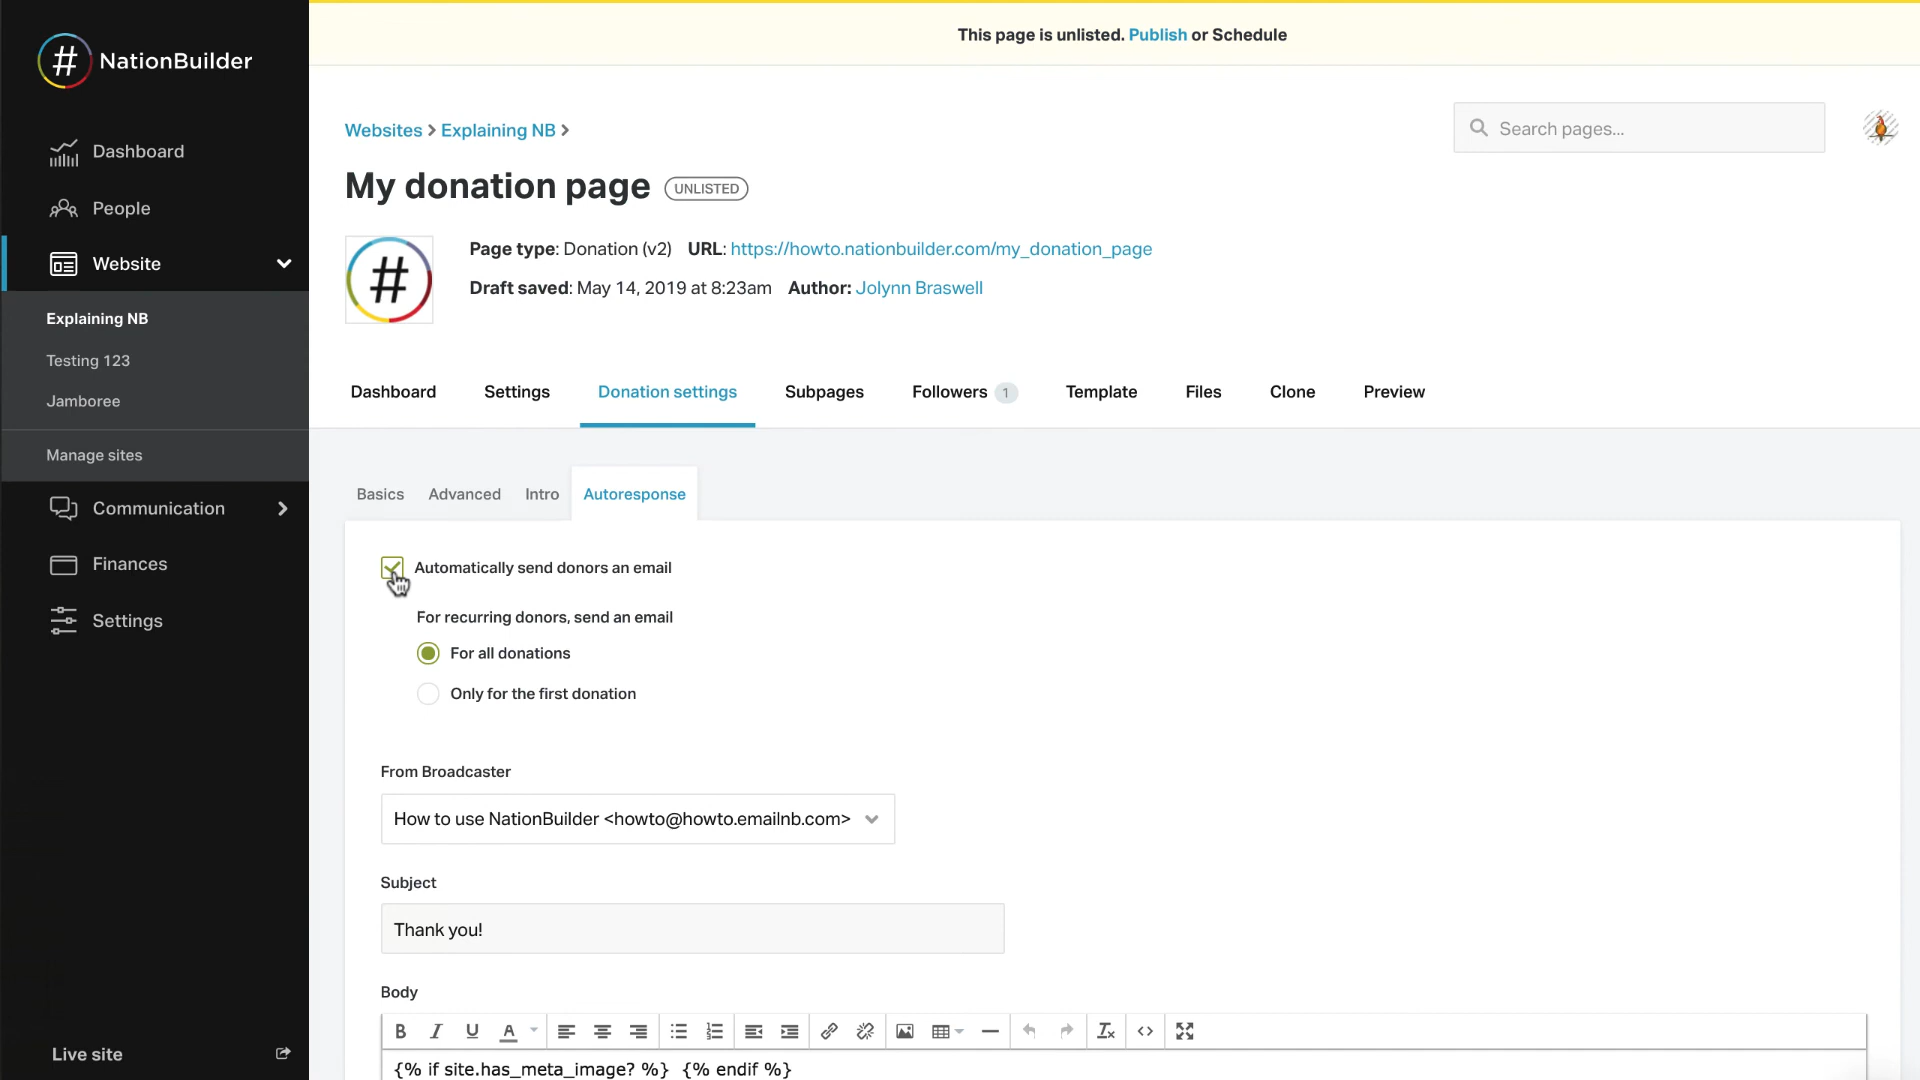 This page is unlisted. Publish or Schedule
# NationBuilder
Dashboard
People
Website
Explaining NB
Testing 123
Jamboree
Manage sites
Communication
Finances
Settings
Live site
Websites > Explaining NB >
Search pages...
My donation page UNLISTED
#
Page type: Donation (v2) URL: https://howto.nationbuilder.com/my_donation_page
Draft saved: May 14, 2019 at 8:23am Author: Jolynn Braswell
Dashboard Settings Donation settings Subpages Followers 1 Template Files Clone Preview
Basics Advanced Intro Autoresponse
Automatically send donors an email
For recurring donors, send an email
For all donations
Only for the first donation
From Broadcaster
How to use NationBuilder <howto@howto.emailnb.com>
Subject
Thank you!
Body
B I U A
{% if site.has_meta_image? %} {% endif %}